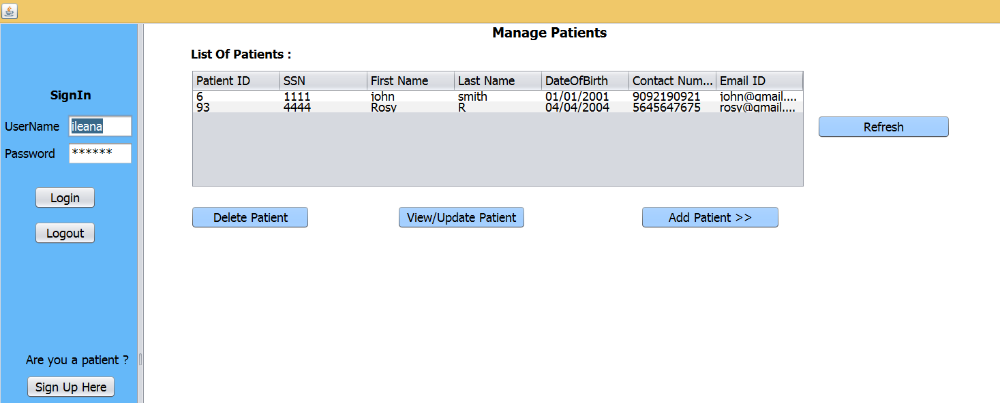 Manage Patients
List Of Patients :
Patient ID SSN First Name Last Name DateOfBirth Contact Num... Email ID
6 1111 john smith 01/01/2001 9092190921 john@gmail....
93 4444 Rosy R 04/04/2004 5645647675 rosy@gmail....
Refresh
Delete Patient View/Update Patient Add Patient >>
SignIn
UserName ileana
Password ******
Login
Logout
Are you a patient ?
Sign Up Here